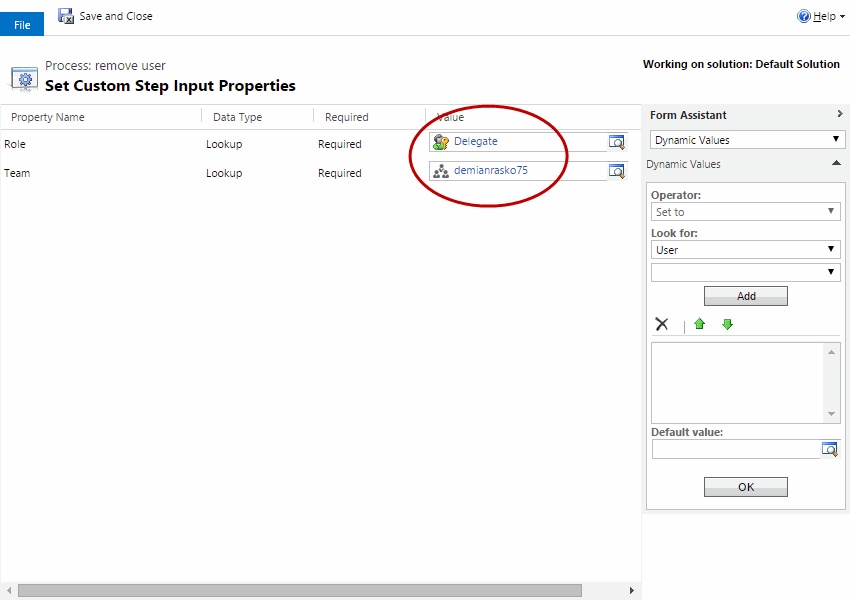 File
Save and Close
Help
Process: remove user
Set Custom Step Input Properties
Working on solution: Default Solution
Property Name Data Type Required Value
Role Lookup Required Delegate
Team Lookup Required demianrasko75
Form Assistant
Dynamic Values
Dynamic Values
Operator:
Set to
Look for:
User
Add
Default value:
OK